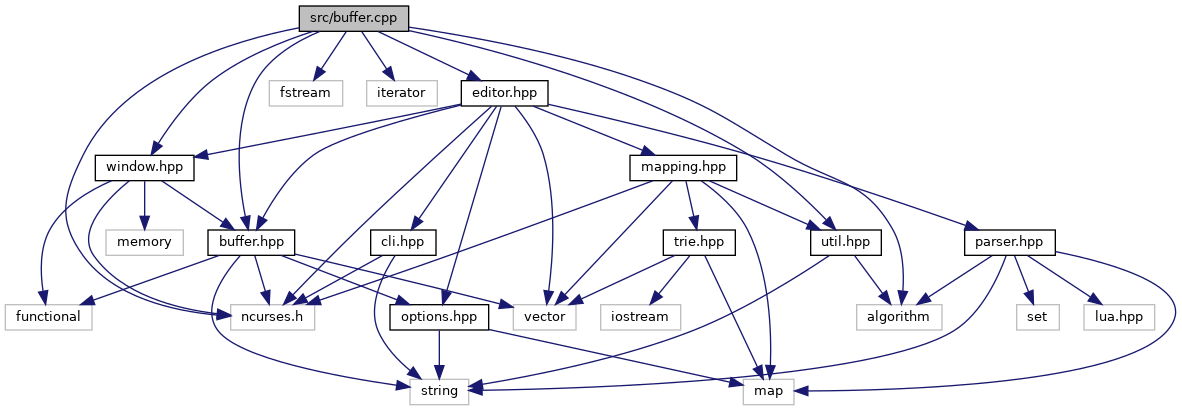 src/buffer.cpp
fstream
iterator
editor.hpp
window.hpp
mapping.hpp
memory
buffer.hpp
cli.hpp
trie.hpp
util.hpp
parser.hpp
functional
ncurses.h
options.hpp
vector
iostream
algorithm
set
lua.hpp
string
map